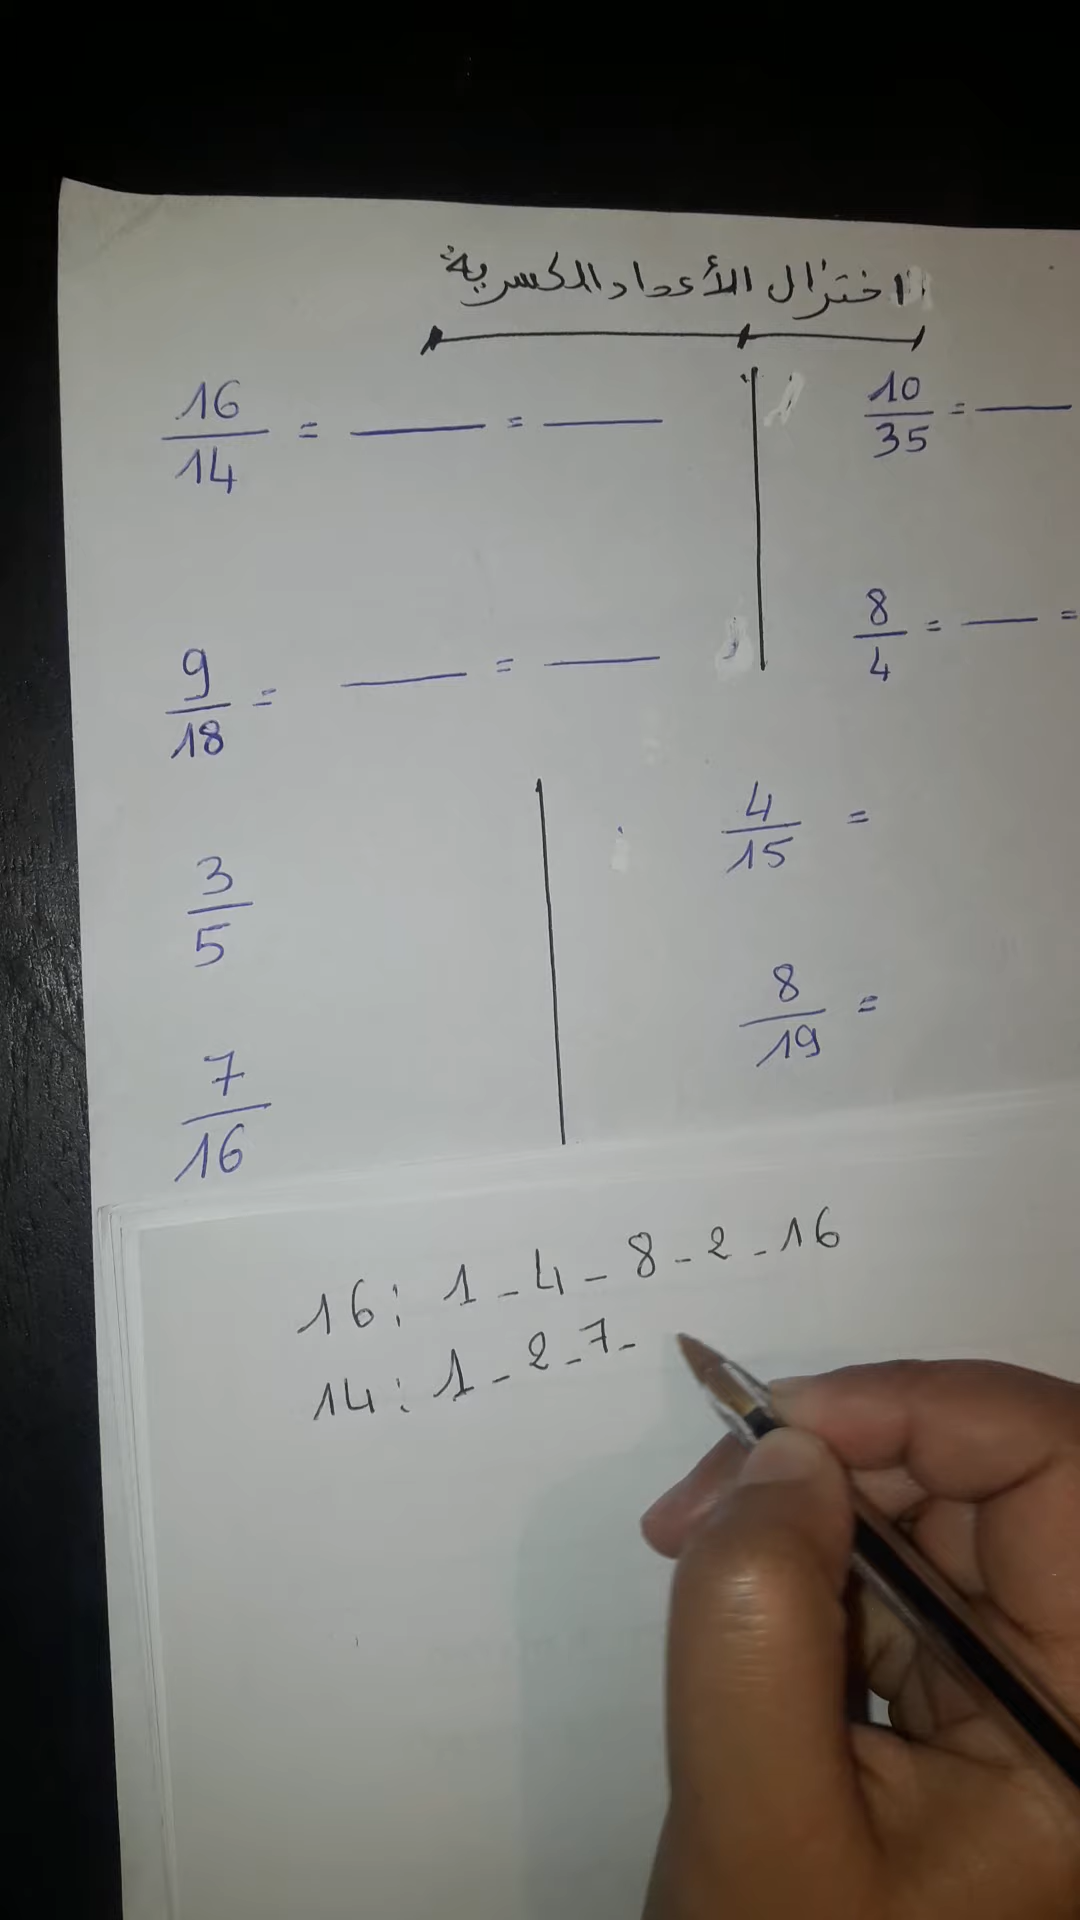 اختزال الأعداد الكسرية
16/14 = ___ = ___
10/35 = ___
9/18 = ___ = ___
8/4 = ___ =
3/5
4/15 =
7/16
8/19 =
16: 1 - 4 - 8 - 2 - 16
14: 1 - 2 - 7 -